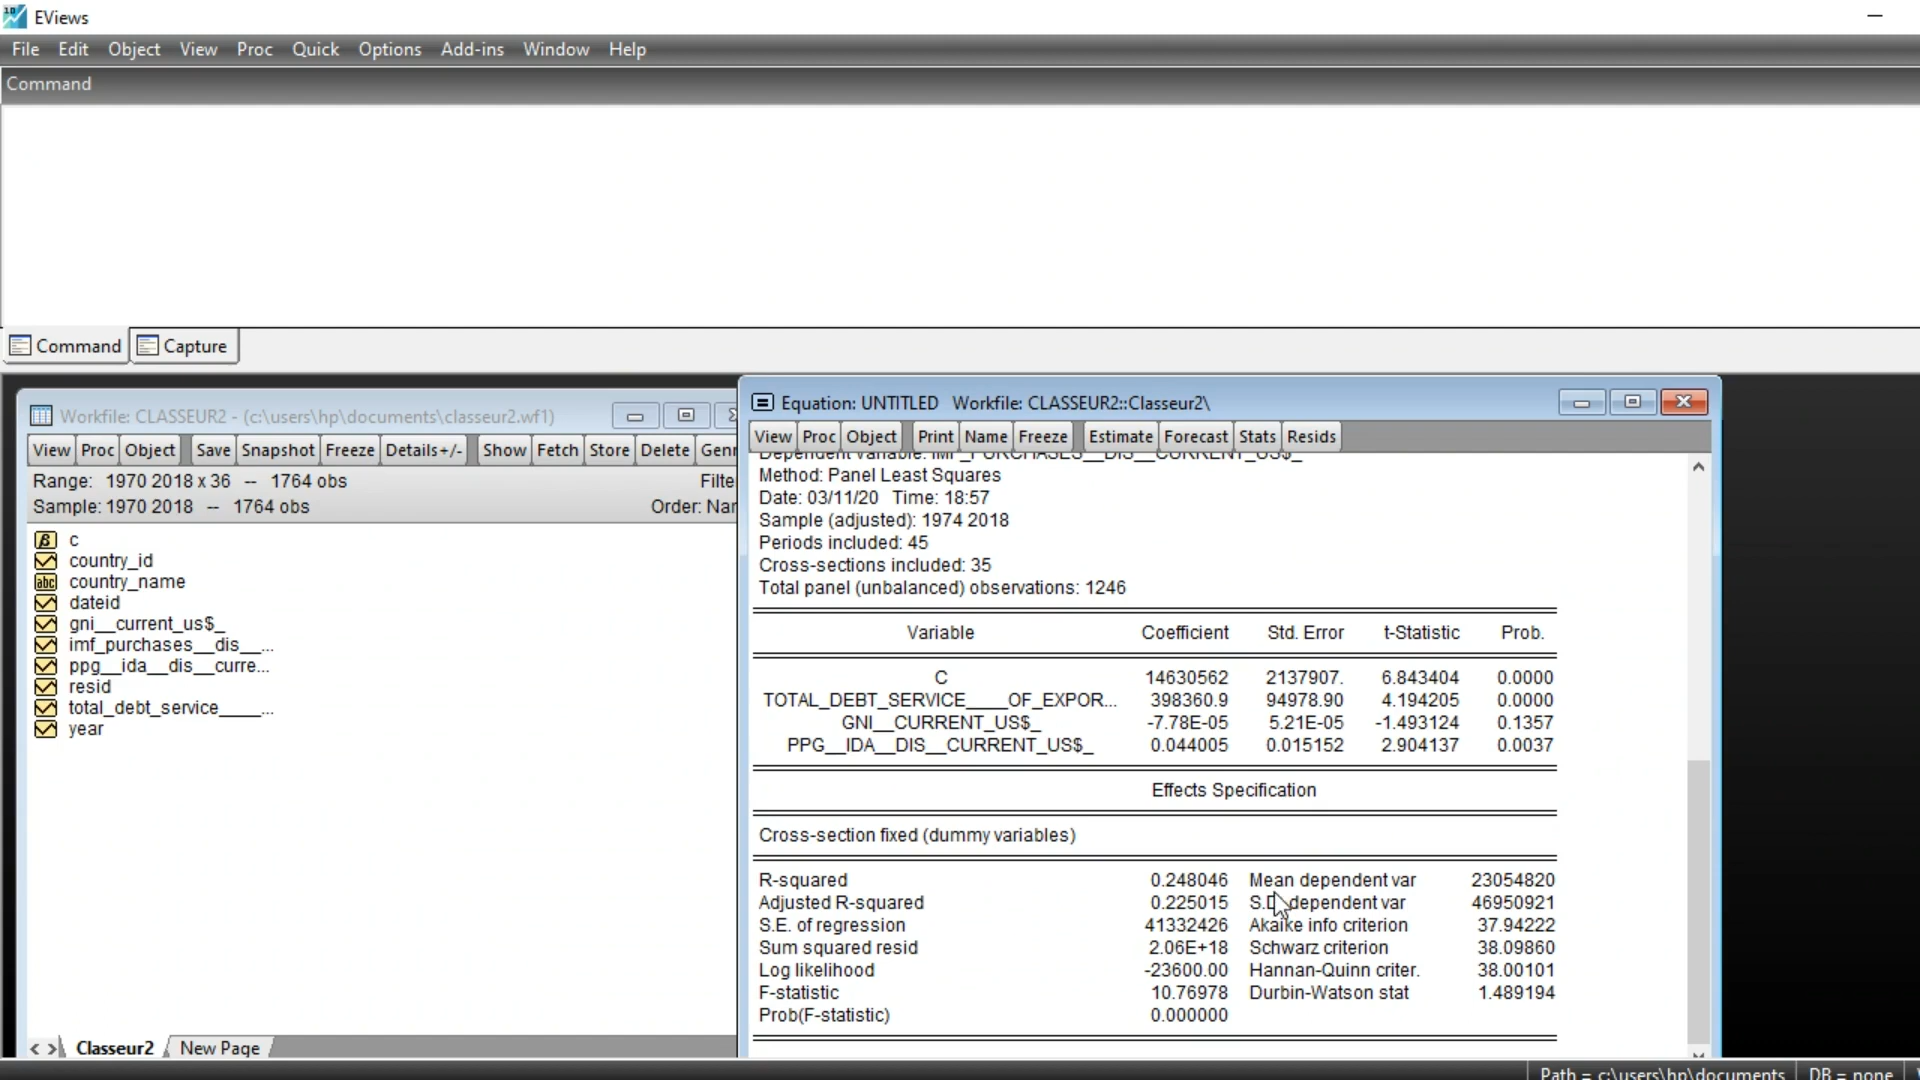 EViews
File Edit Object View Proc Quick Options Add-ins Window Help
Command
Command Capture
Workfile: CLASSEUR2 - (c:\users\hp\documents\classeur2.wf1)
View Proc Object Save Snapshot Freeze Details+/- Show Fetch Store Delete Genr
Range: 1970 2018 x 36 -- 1764 obs
Sample: 1970 2018 -- 1764 obs
Order:
c
country_id
country_name
dateid
gni__current_us$_
imf_purchases__dis__...
ppg__ida__dis__curre...
resid
total_debt_service____...
year
Classeur2 New Page
Equation: UNTITLED Workfile: CLASSEUR2::Classeur2\
View Proc Object Print Name Freeze Estimate Forecast Stats Resids
Dependent Variable: IMF_PURCHASES__DIS__CURRENT_US$_
Method: Panel Least Squares
Date: 03/11/20 Time: 18:57
Sample (adjusted): 1974 2018
Periods included: 45
Cross-sections included: 35
Total panel (unbalanced) observations: 1246
Variable Coefficient Std. Error t-Statistic Prob.
C 14630562 2137907. 6.843404 0.0000
TOTAL_DEBT_SERVICE____OF_EXPOR... 398360.9 94978.90 4.194205 0.0000
GNI__CURRENT_US$_ -7.78E-05 5.21E-05 -1.493124 0.1357
PPG__IDA__DIS__CURRENT_US$_ 0.044005 0.015152 2.904137 0.0037
Effects Specification
Cross-section fixed (dummy variables)
R-squared 0.248046 Mean dependent var 23054820
Adjusted R-squared 0.225015 S.D. dependent var 46950921
S.E. of regression 41332426 Akaike info criterion 37.94222
Sum squared resid 2.06E+18 Schwarz criterion 38.09860
Log likelihood -23600.00 Hannan-Quinn criter. 38.00101
F-statistic 10.76978 Durbin-Watson stat 1.489194
Prob(F-statistic) 0.000000
Path = c:\users\hp\documents DB = none